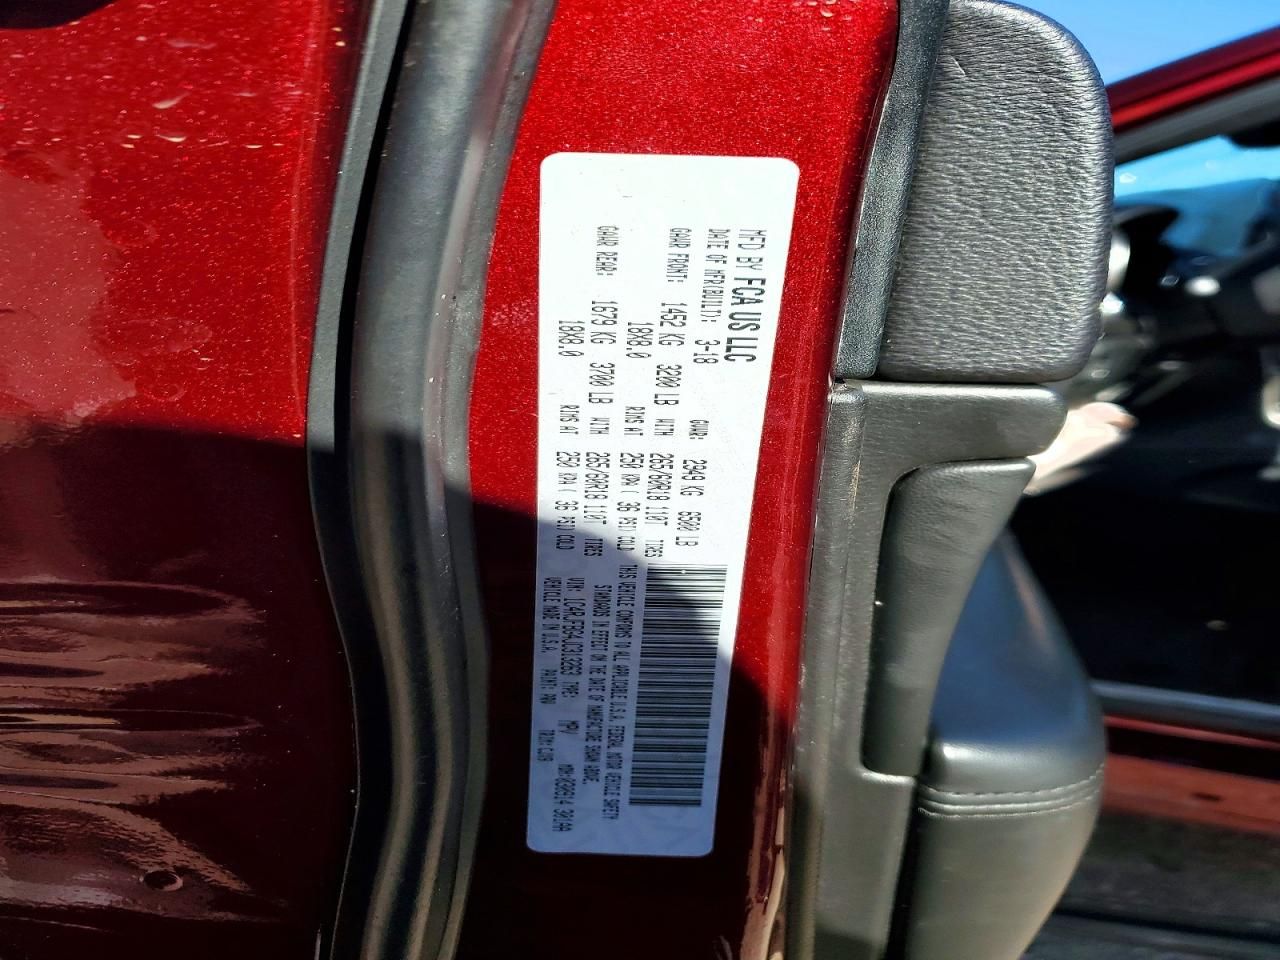 MFD BY FCA US LLC
DATE OF MFR(BUILT): 3-18 GVWR: 2949 KG 6500 LB
GAWR FRONT: 1452 KG 3200 LB WITH 265/60R18 110T TIRES
18X8.0 RIMS AT 250 KPA ( 36 PSI) COLD
GAWR REAR: 1679 KG 3700 LB WITH 265/60R18 110T TIRES
18X8.0 RIMS AT 250 KPA ( 36 PSI) COLD
THIS VEHICLE CONFORMS TO ALL APPLICABLE U.S.A. FEDERAL MOTOR VEHICLE SAFETY
STANDARDS IN EFFECT ON THE DATE OF MANUFACTURE SHOWN ABOVE.
VIN: TYPE: MPV
VEHICLE MADE IN U.S.A. PAINT: PRV TRIM: